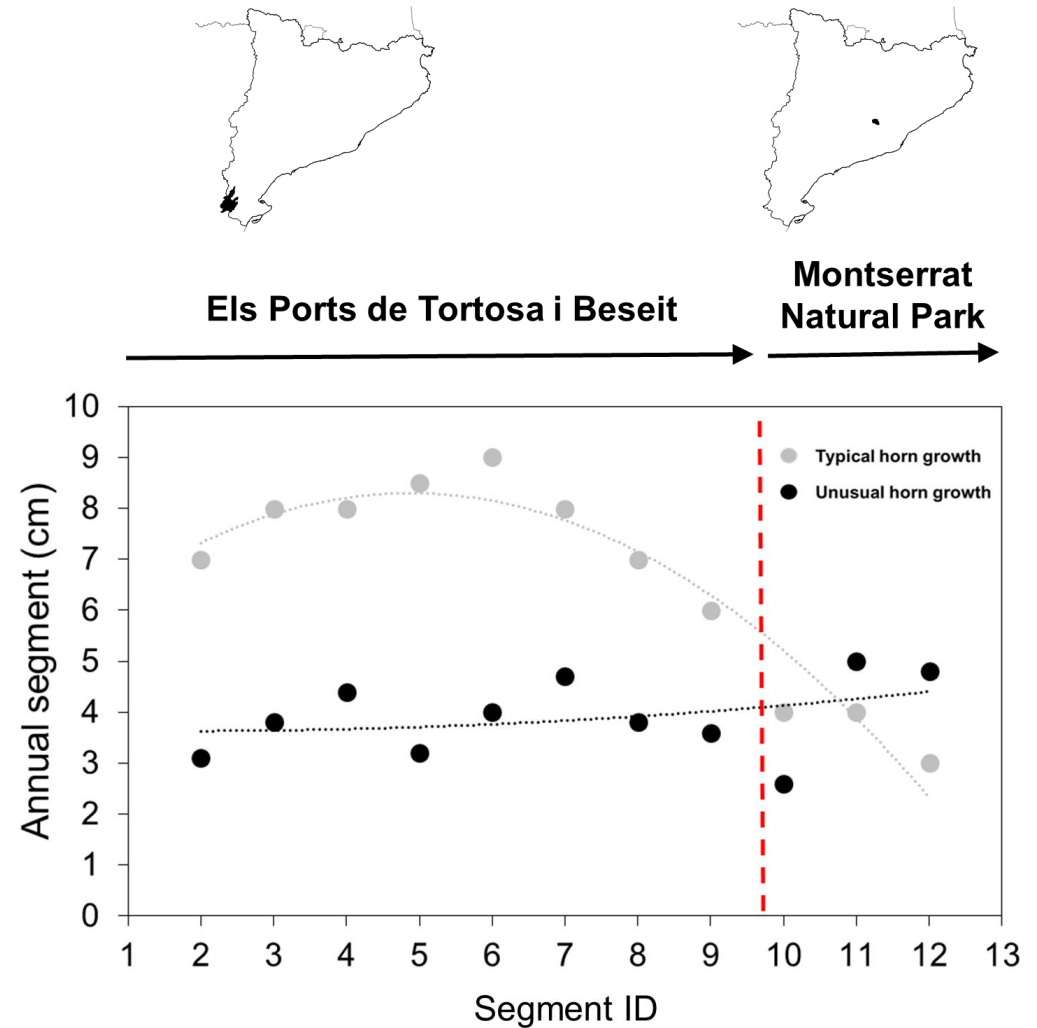 Els Ports de Tortosa i Beseit
Montserrat
Natural Park
10
9
8
7
6
5
4
3
2
1
0
Annual segment (cm)
Typical horn growth
Unusual horn growth
1 2 3 4 5 6 7 8 9 10 11 12 13
Segment ID